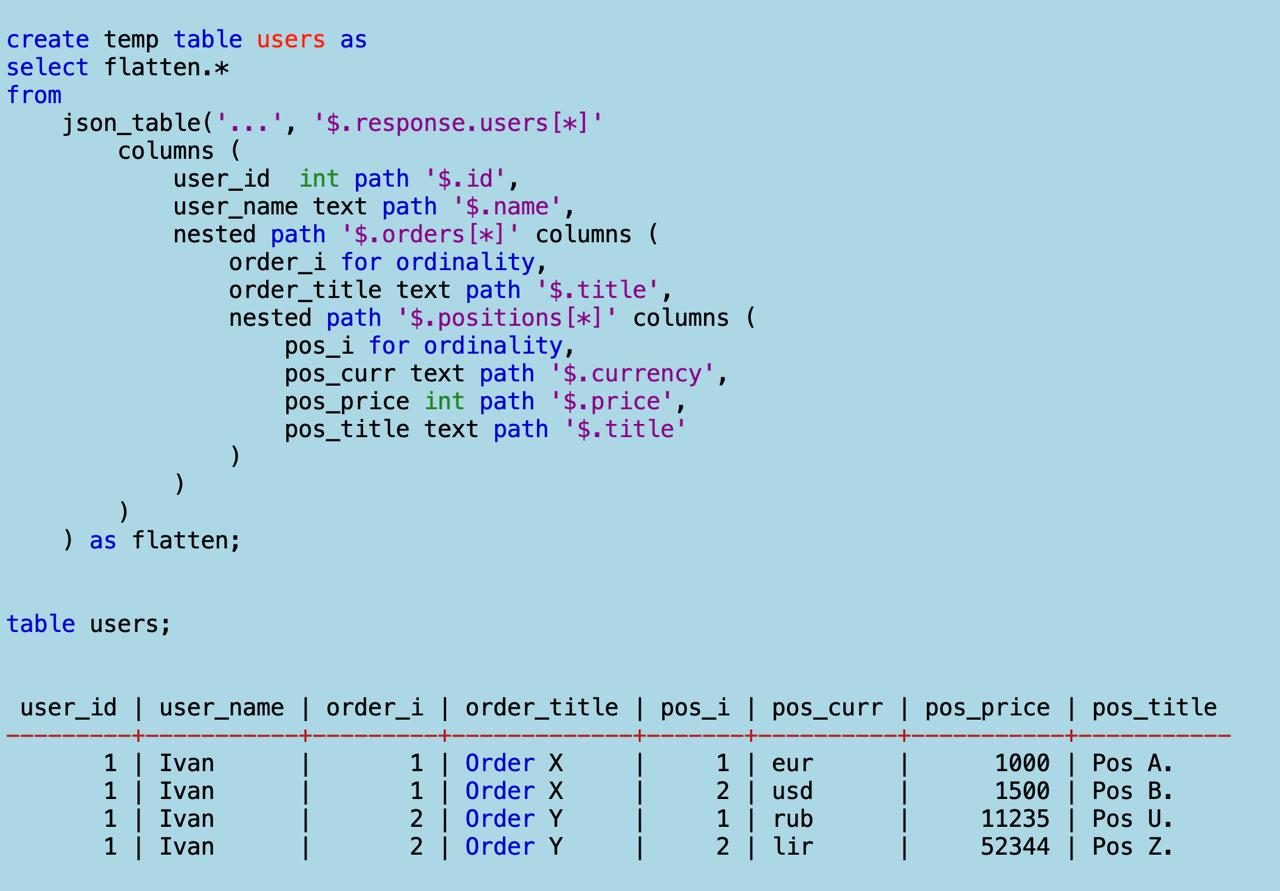 create temp table users as
select flatten.*
from
    json_table('...', '$.response.users[*]'
        columns (
            user_id  int path '$.id',
            user_name text path '$.name',
            nested path '$.orders[*]' columns (
                order_i for ordinality,
                order_title text path '$.title',
                nested path '$.positions[*]' columns (
                    pos_i for ordinality,
                    pos_curr text path '$.currency',
                    pos_price int path '$.price',
                    pos_title text path '$.title'
                )
            )
        )
    ) as flatten;
table users;
 user_id | user_name | order_i | order_title | pos_i | pos_curr | pos_price | pos_title
---------+-----------+---------+-------------+-------+----------+-----------+-----------
       1 | Ivan      |       1 | Order X     |     1 | eur      |      1000 | Pos A.
       1 | Ivan      |       1 | Order X     |     2 | usd      |      1500 | Pos B.
       1 | Ivan      |       2 | Order Y     |     1 | rub      |     11235 | Pos U.
       1 | Ivan      |       2 | Order Y     |     2 | lir      |     52344 | Pos Z.